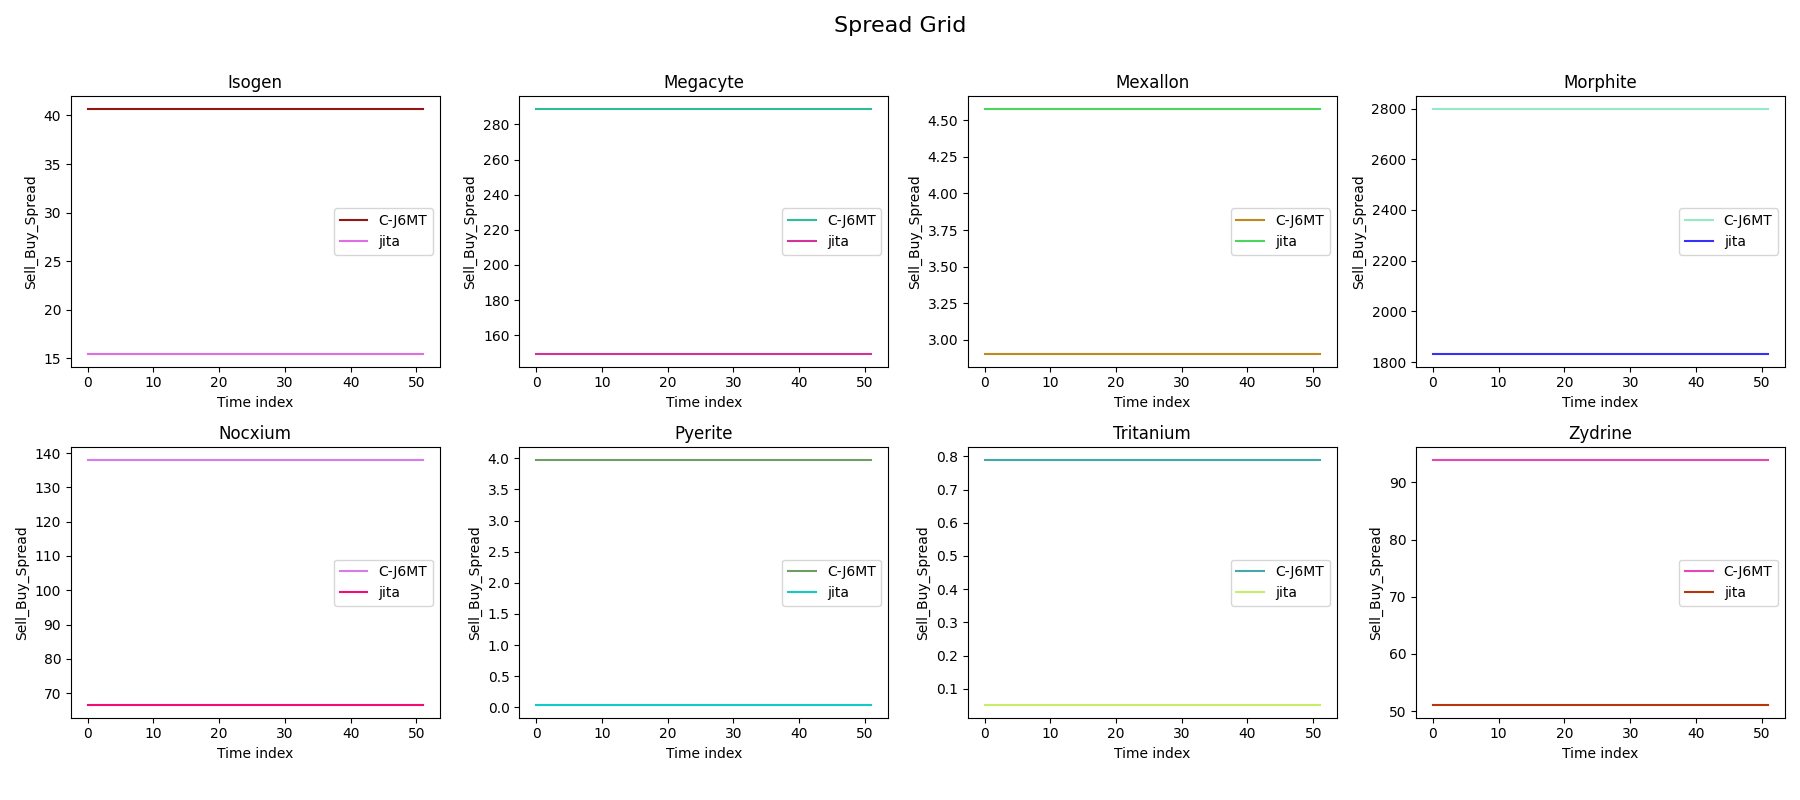 Spread Grid
Isogen
Sell_Buy_Spread
40
35
30
25
20
15
C-J6MT
jita
0 10 20 30 40 50
Time index
Megacyte
Sell_Buy_Spread
280
260
240
220
200
180
160
C-J6MT
jita
0 10 20 30 40 50
Time index
Mexallon
Sell_Buy_Spread
4.50
4.25
4.00
3.75
3.50
3.25
3.00
C-J6MT
jita
0 10 20 30 40 50
Time index
Morphite
Sell_Buy_Spread
2800
2600
2400
2200
2000
1800
C-J6MT
jita
0 10 20 30 40 50
Time index
Nocxium
Sell_Buy_Spread
140
130
120
110
100
90
80
70
C-J6MT
jita
0 10 20 30 40 50
Time index
Pyerite
Sell_Buy_Spread
4.0
3.5
3.0
2.5
2.0
1.5
1.0
0.5
0.0
C-J6MT
jita
0 10 20 30 40 50
Time index
Tritanium
Sell_Buy_Spread
0.8
0.7
0.6
0.5
0.4
0.3
0.2
0.1
C-J6MT
jita
0 10 20 30 40 50
Time index
Zydrine
Sell_Buy_Spread
90
80
70
60
50
C-J6MT
jita
0 10 20 30 40 50
Time index